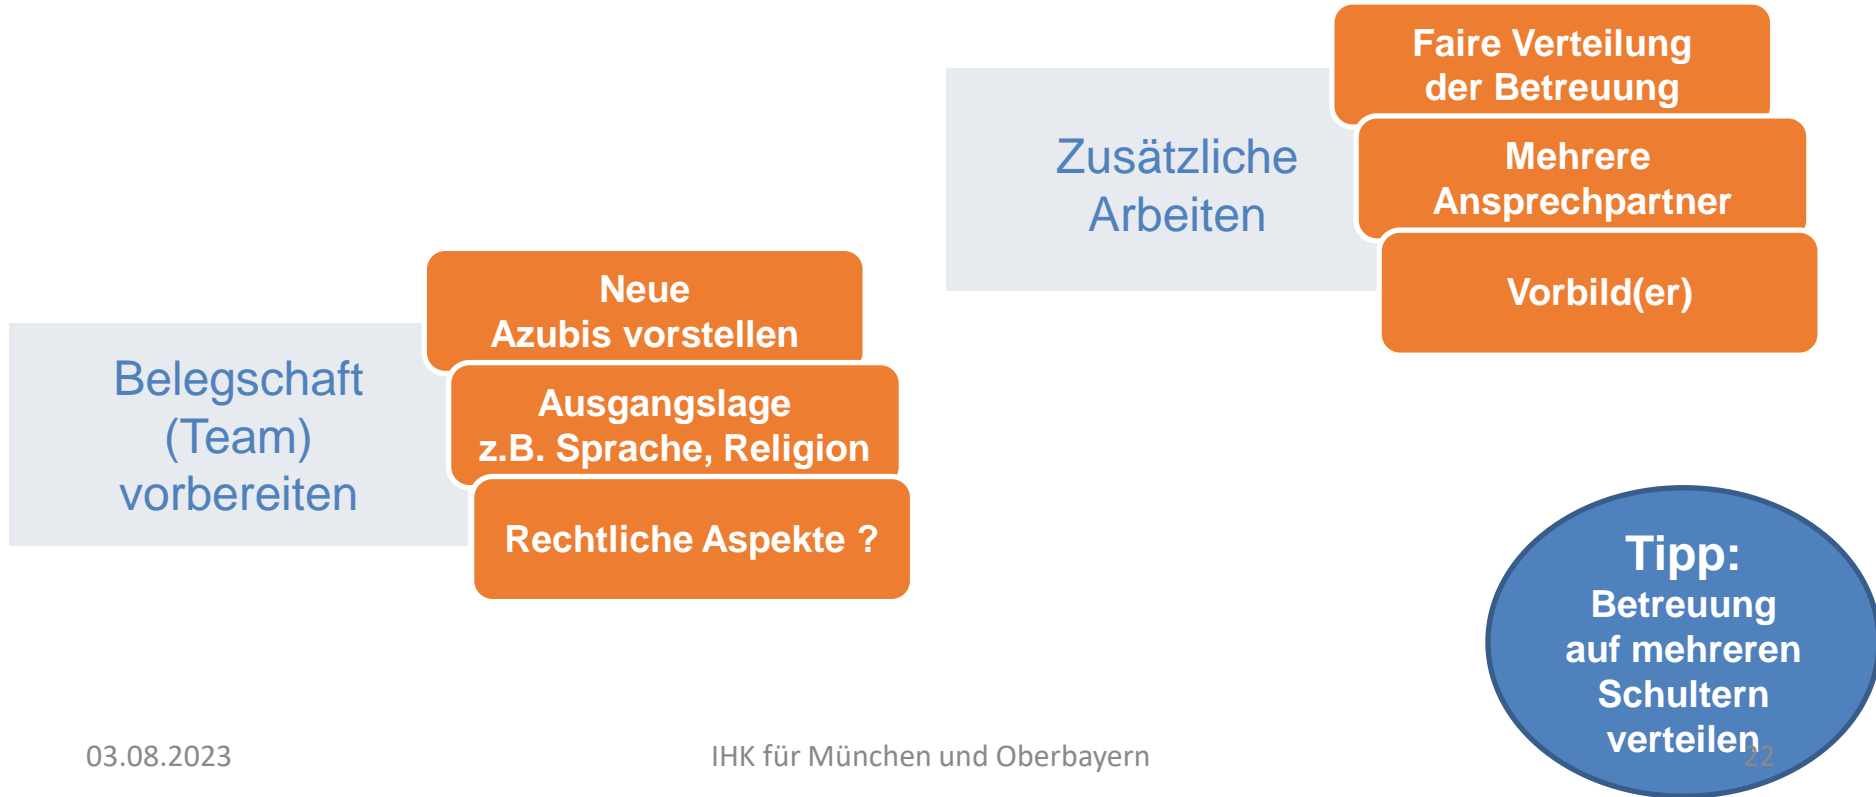 Belegschaft
(Team)
vorbereiten
Neue
Azubis vorstellen
Ausgangslage
z.B. Sprache, Religion
Rechtliche Aspekte ?
Zusätzliche
Arbeiten
Faire Verteilung
der Betreuung
Mehrere
Ansprechpartner
Vorbild(er)
Tipp:
Betreuung
auf mehreren
Schultern
verteilen
03.08.2023
IHK für München und Oberbayern
22